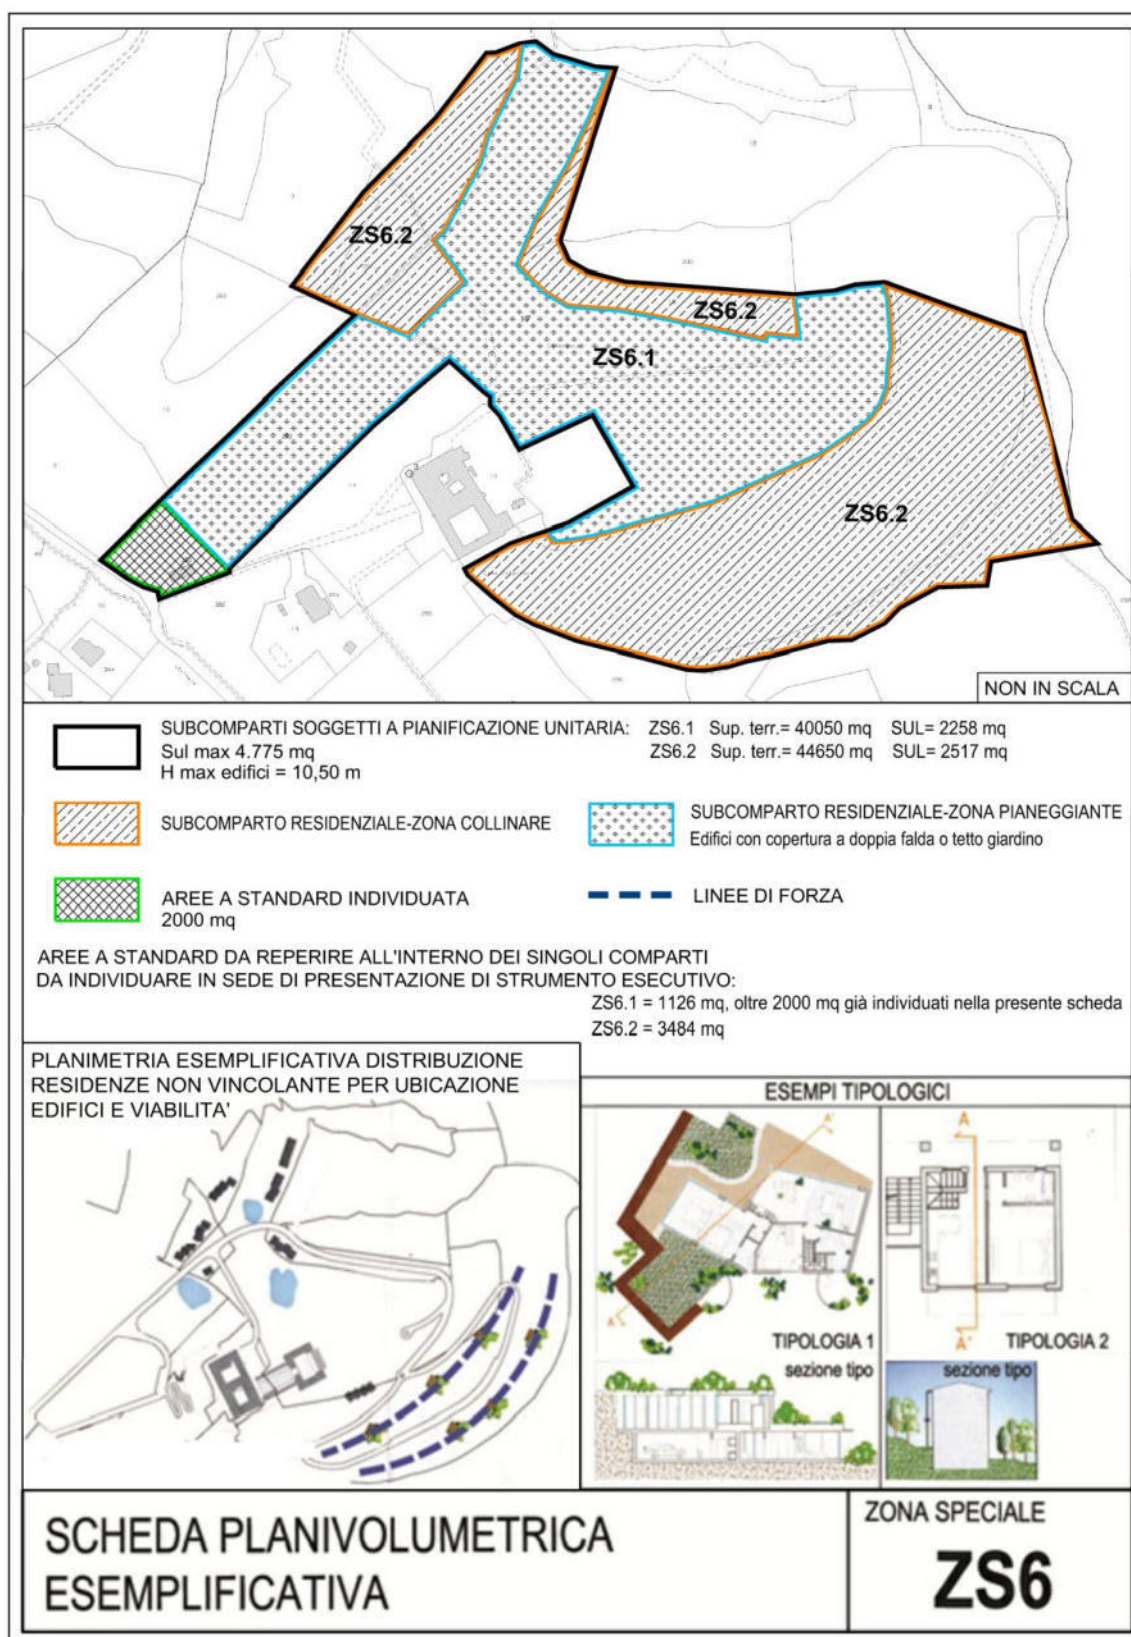 ZS6.2
ZS6.2
ZS6.1
ZS6.2
NON IN SCALA
SUBCOMPARTI SOGGETTI A PIANIFICAZIONE UNITARIA: ZS6.1 Sup. terr.= 40050 mq SUL= 2258 mq
Sul max 4.775 mq ZS6.2 Sup. terr.= 44650 mq SUL= 2517 mq
H max edifici = 10,50 m
SUBCOMPARTO RESIDENZIALE-ZONA COLLINARE
SUBCOMPARTO RESIDENZIALE-ZONA PIANEGGIANTE
Edifici con copertura a doppia falda o tetto giardino
AREE A STANDARD INDIVIDUATA
2000 mq
LINEE DI FORZA
AREE A STANDARD DA REPERIRE ALL'INTERNO DEI SINGOLI COMPARTI
DA INDIVIDUARE IN SEDE DI PRESENTAZIONE DI STRUMENTO ESECUTIVO:
ZS6.1 = 1126 mq, oltre 2000 mq già individuati nella presente scheda
ZS6.2 = 3484 mq
PLANIMETRIA ESEMPLIFICATIVA DISTRIBUZIONE
RESIDENZE NON VINCOLANTE PER UBICAZIONE
EDIFICI E VIABILITA'
ESEMPI TIPOLOGICI
A'
A
TIPOLOGIA 1
sezione tipo
A
A'
TIPOLOGIA 2
sezione tipo
SCHEDA PLANIVOLUMETRICA
ESEMPLIFICATIVA
ZONA SPECIALE
ZS6